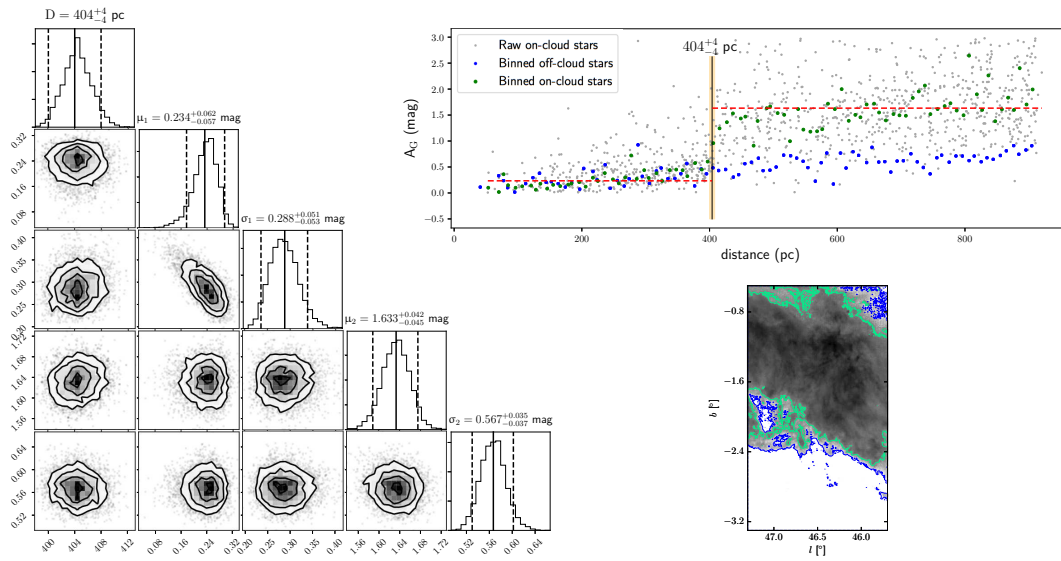 D = 404+4−4 pc
μ1 = 0.234+0.062−0.057 mag
σ1 = 0.288+0.051−0.053 mag
μ2 = 1.633+0.042−0.045 mag
σ2 = 0.567+0.035−0.037 mag
0.32
0.24
0.16
0.08
0.40
0.35
0.30
0.25
0.20
1.72
1.68
1.64
1.60
1.56
0.64
0.60
0.56
0.52
400 404 408 412
0.08 0.16 0.24 0.32
0.20 0.25 0.30 0.35 0.40
1.56 1.60 1.64 1.68 1.72
0.52 0.56 0.60 0.64
404+4−4 pc
Raw on-cloud stars
Binned off-cloud stars
Binned on-cloud stars
AG (mag)
3.0
2.5
2.0
1.5
1.0
0.5
0.0
−0.5
0 200 400 600 800
distance (pc)
b [°]
−0.8
−1.6
−2.4
−3.2
47.0 46.5 46.0
l [°]